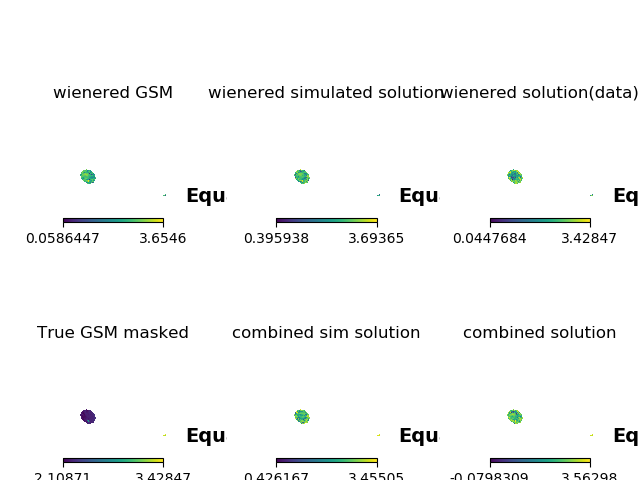 wienered GSM
wienered simulated solution
wienered solution(data)
Equ
Equ
Eq
0.0586447 3.6546
0.395938 3.69365
0.0447684 3.42847
True GSM masked
combined sim solution
combined solution
Equ
Equ
Eq
2.10871 3.42847
0.426167 3.45505
-0.0798309 3.56298